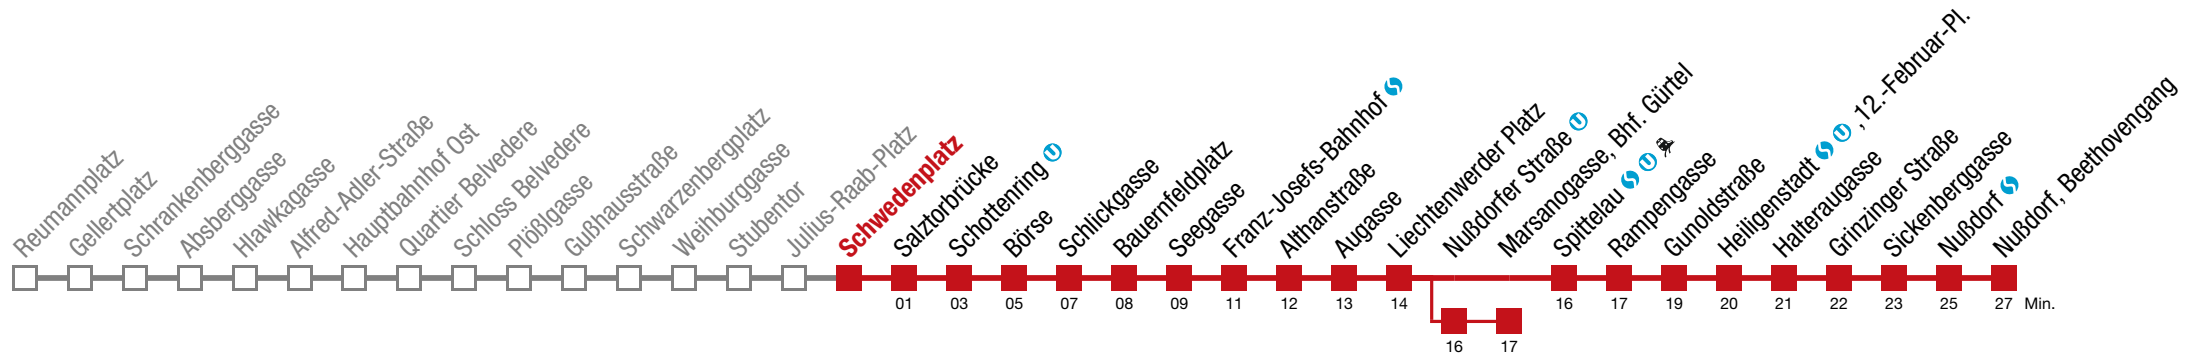 Reumannplatz
Gellertplatz
Schrankenberggasse
Absberggasse
Hlawkagasse
Alfred-Adler-Straße
Hauptbahnhof Ost
Quartier Belvedere
Schloss Belvedere
Plößlgasse
Gußhausstraße
Schwarzenbergplatz
Weihburggasse
Stubentor
Julius-Raab-Platz
Schwedenplatz
Salztorbrücke
Schottenring U
Börse
Schlickgasse
Bauernfeldplatz
Seegasse
Franz-Josefs-Bahnhof S
Althanstraße
Augasse
Liechtenwerder Platz
Nußdorfer Straße U
Marsanogasse, Bhf. Gürtel
Spittelau S U
Rampengasse
Gunoldstraße
Heiligenstadt S U , 12.-Februar-Pl.
Halteraugasse
Grinzinger Straße
Sickenberggasse
Nußdorf S
Nußdorf, Beethovengang
01 03 05 07 08 09 11 12 13 14 16 17 19 20 21 22 23 25 27 Min.
16 17